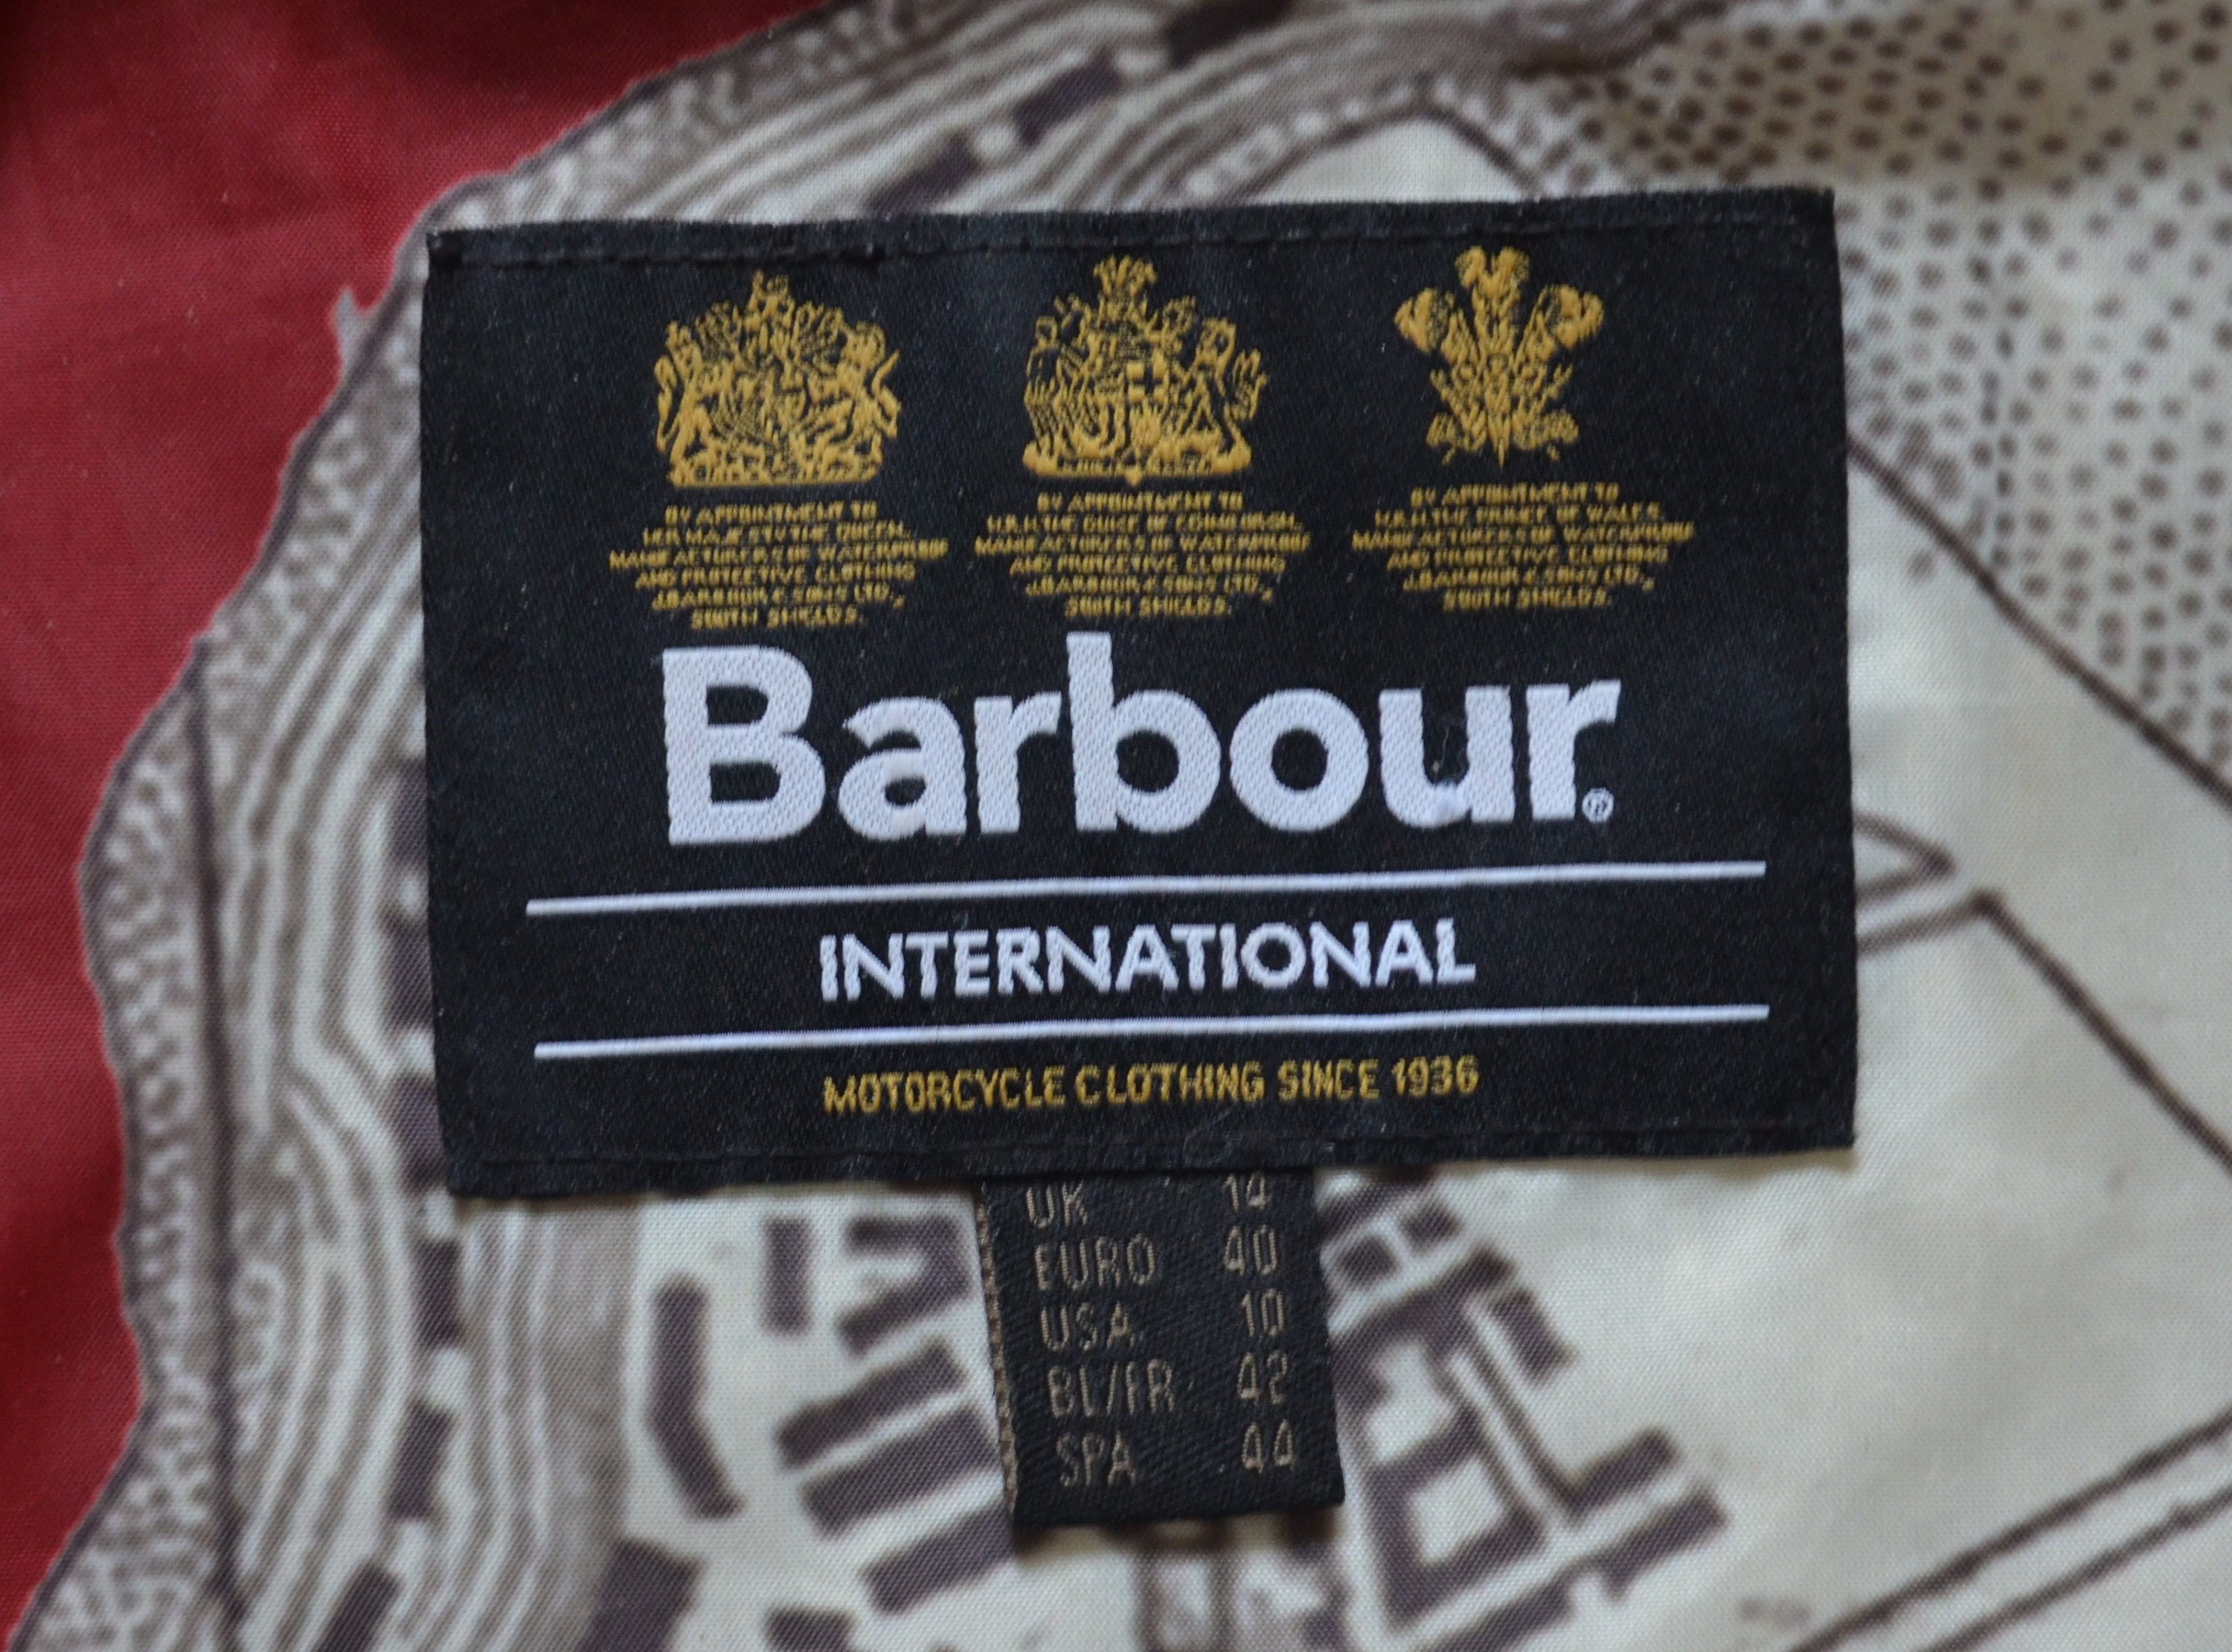 BY APPOINTMENT TO
HER MAJESTY THE QUEEN
MANUFACTURERS OF WATERPROOF
AND PROTECTIVE CLOTHING
J.BARBOUR & SONS LTD.,
SOUTH SHIELDS.
BY APPOINTMENT TO
H.R.H. THE DUKE OF EDINBURGH
MANUFACTURERS OF WATERPROOF
AND PROTECTIVE CLOTHING
J.BARBOUR & SONS LTD.,
SOUTH SHIELDS.
BY APPOINTMENT TO
H.R.H. THE PRINCE OF WALES
MANUFACTURERS OF WATERPROOF
AND PROTECTIVE CLOTHING
J.BARBOUR & SONS LTD.,
SOUTH SHIELDS.
Barbour®
INTERNATIONAL
MOTORCYCLE CLOTHING SINCE 1936
UK 14
EURO 40
USA 10
BL/FR 42
SPA 44